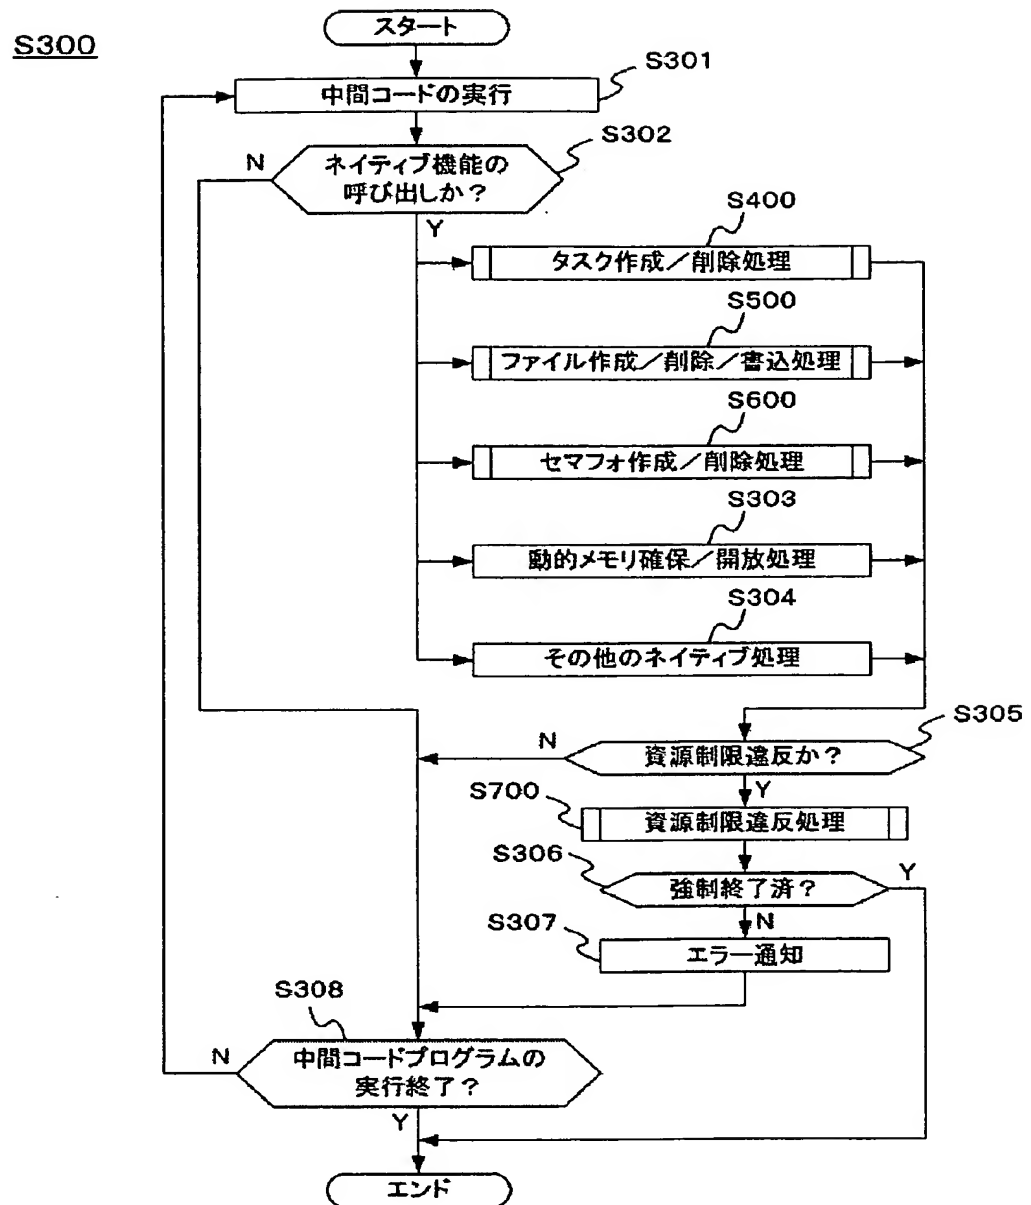 S300
スタート
S301
中間コードの実行
S302
N
ネイティブ機能の
呼び出しか?
Y
S400
タスク作成/削除処理
S500
ファイル作成/削除/書込処理
S600
セマフォ作成/削除処理
S303
動的メモリ確保/開放処理
S304
その他のネイティブ処理
S305
N
資源制限違反か?
Y
S700
資源制限違反処理
S306
強制終了済?
Y
N
S307
エラー通知
S308
N
中間コードプログラムの
実行終了?
Y
エンド